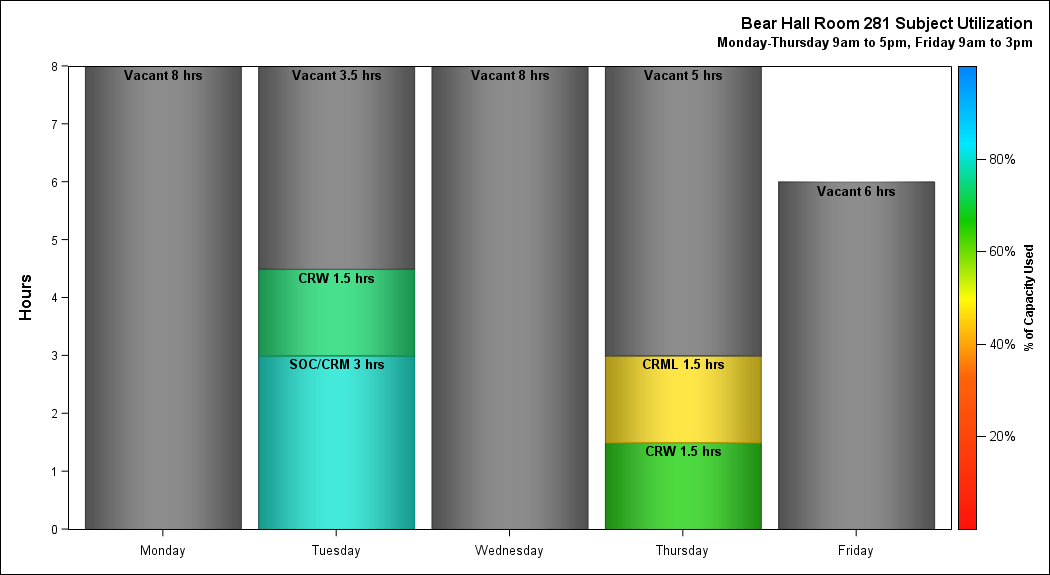 Bear Hall Room 281 Subject Utilization
Monday-Thursday 9am to 5pm, Friday 9am to 3pm
Hours
8
7
6
5
4
3
2
1
0
Vacant 8 hrs
Vacant 3.5 hrs
CRW 1.5 hrs
SOC/CRM 3 hrs
Vacant 8 hrs
Vacant 5 hrs
CRML 1.5 hrs
CRW 1.5 hrs
Vacant 6 hrs
Monday
Tuesday
Wednesday
Thursday
Friday
80%
60%
40%
20%
% of Capacity Used